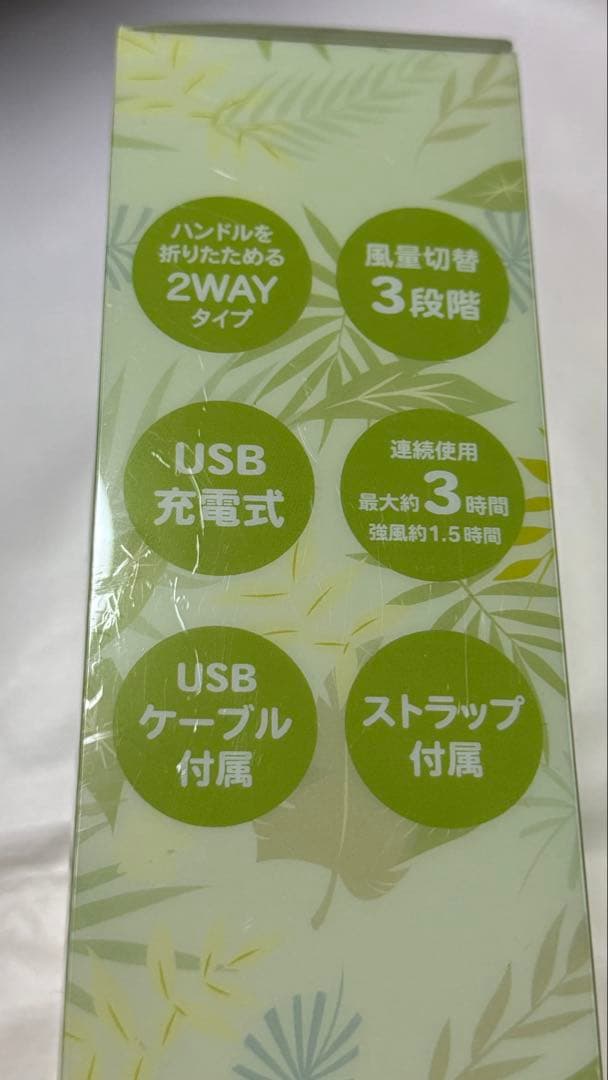 ハンドルを
折りたためる
2WAY
タイプ
風量切替
3段階
USB
充電式
連続使用
最大約3時間
強風約1.5時間
USB
ケーブル
付属
ストラップ
付属